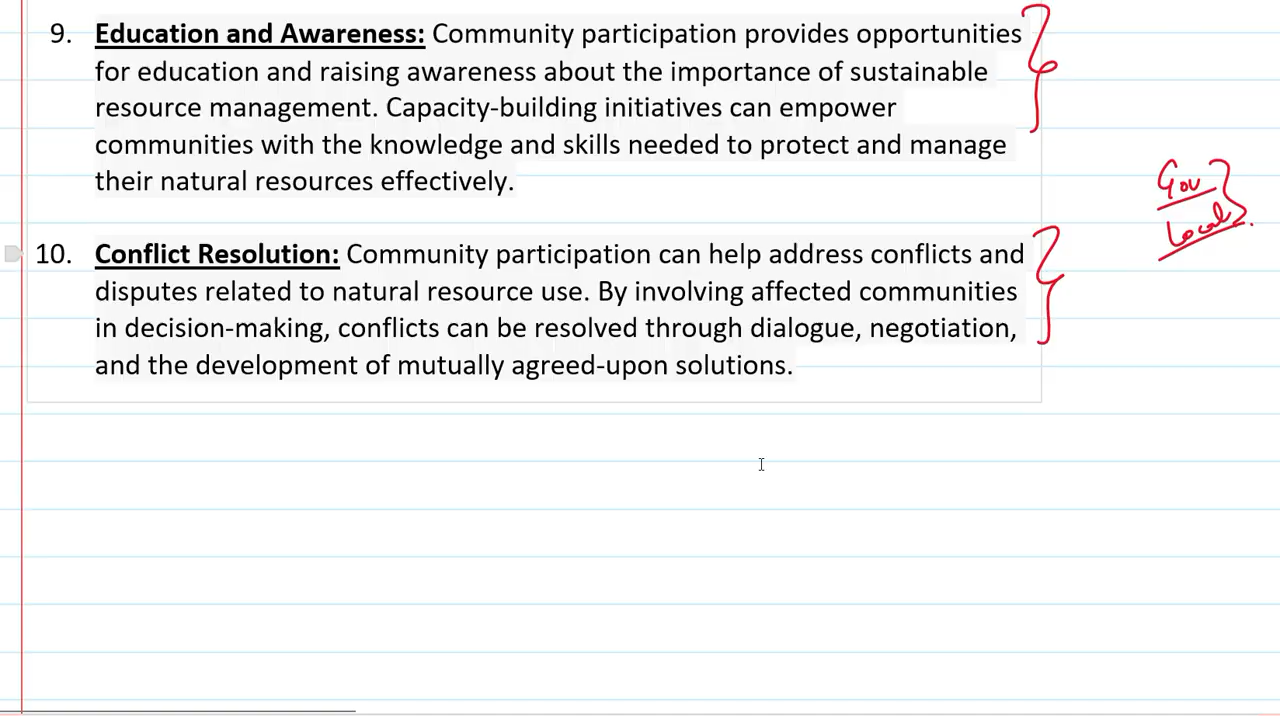 9. Education and Awareness: Community participation provides opportunities
for education and raising awareness about the importance of sustainable
resource management. Capacity-building initiatives can empower
communities with the knowledge and skills needed to protect and manage
their natural resources effectively.
Gov
Local
10. Conflict Resolution: Community participation can help address conflicts and
disputes related to natural resource use. By involving affected communities
in decision-making, conflicts can be resolved through dialogue, negotiation,
and the development of mutually agreed-upon solutions.